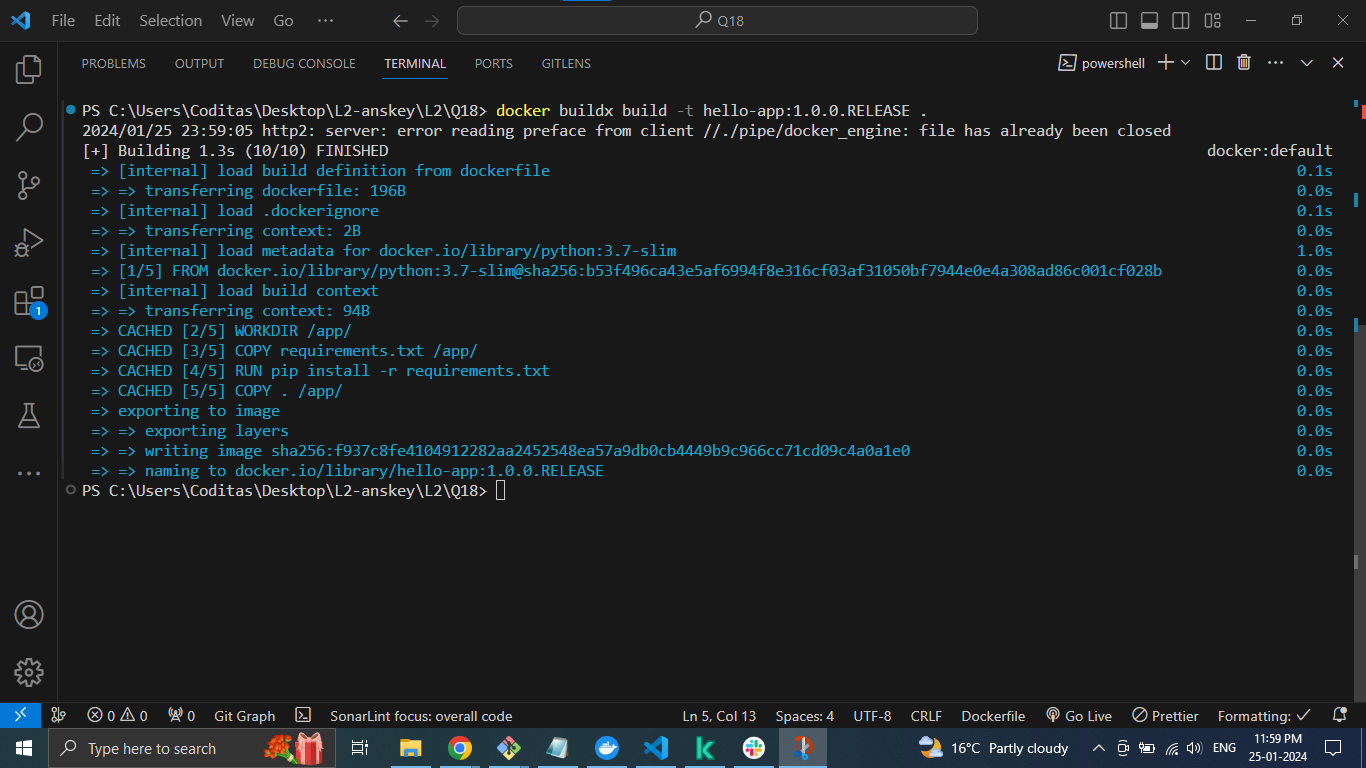 File Edit Selection View Go ··· Q18
PROBLEMS OUTPUT DEBUG CONSOLE TERMINAL PORTS GITLENS powershell
PS C:\Users\Coditas\Desktop\L2-anskey\L2\Q18> docker buildx build -t hello-app:1.0.0.RELEASE .
2024/01/25 23:59:05 http2: server: error reading preface from client //./pipe/docker_engine: file has already been closed
[+] Building 1.3s (10/10) FINISHED docker:default
=> [internal] load build definition from dockerfile 0.1s
=> => transferring dockerfile: 196B 0.0s
=> [internal] load .dockerignore 0.1s
=> => transferring context: 2B 0.0s
=> [internal] load metadata for docker.io/library/python:3.7-slim 1.0s
=> [1/5] FROM docker.io/library/python:3.7-slim@sha256:b53f496ca43e5af6994f8e316cf03af31050bf7944e0e4a308ad86c001cf028b 0.0s
=> [internal] load build context 0.0s
=> => transferring context: 94B 0.0s
=> CACHED [2/5] WORKDIR /app/ 0.0s
=> CACHED [3/5] COPY requirements.txt /app/ 0.0s
=> CACHED [4/5] RUN pip install -r requirements.txt 0.0s
=> CACHED [5/5] COPY . /app/ 0.0s
=> exporting to image 0.0s
=> => exporting layers 0.0s
=> => writing image sha256:f937c8fe4104912282aa2452548ea57a9db0cb4449b9c966cc71cd09c4a0a1e0 0.0s
=> => naming to docker.io/library/hello-app:1.0.0.RELEASE 0.0s
PS C:\Users\Coditas\Desktop\L2-anskey\L2\Q18>
1
0 0 0 Git Graph SonarLint focus: overall code Ln 5, Col 13 Spaces: 4 UTF-8 CRLF Dockerfile Go Live Prettier Formatting: ✓
Type here to search 16°C Partly cloudy ENG 11:59 PM
25-01-2024